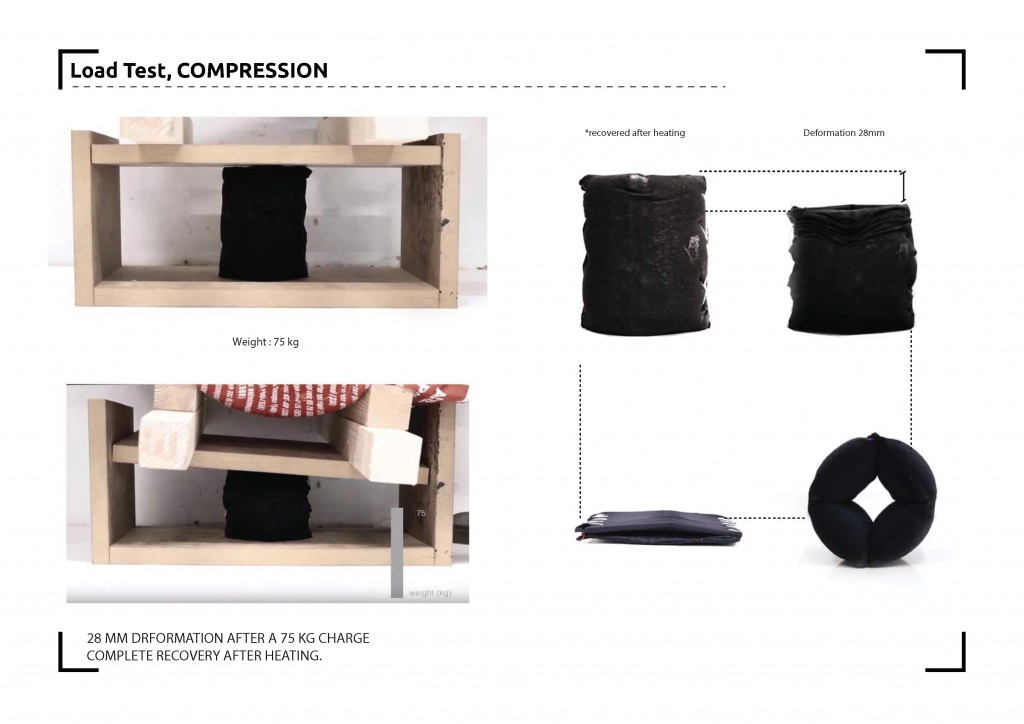 Load Test, COMPRESSION
*recovered after heating
Deformation 28mm
Weight : 75 kg
75
weight (kg)
28 MM DRFORMATION AFTER A 75 KG CHARGE
COMPLETE RECOVERY AFTER HEATING.